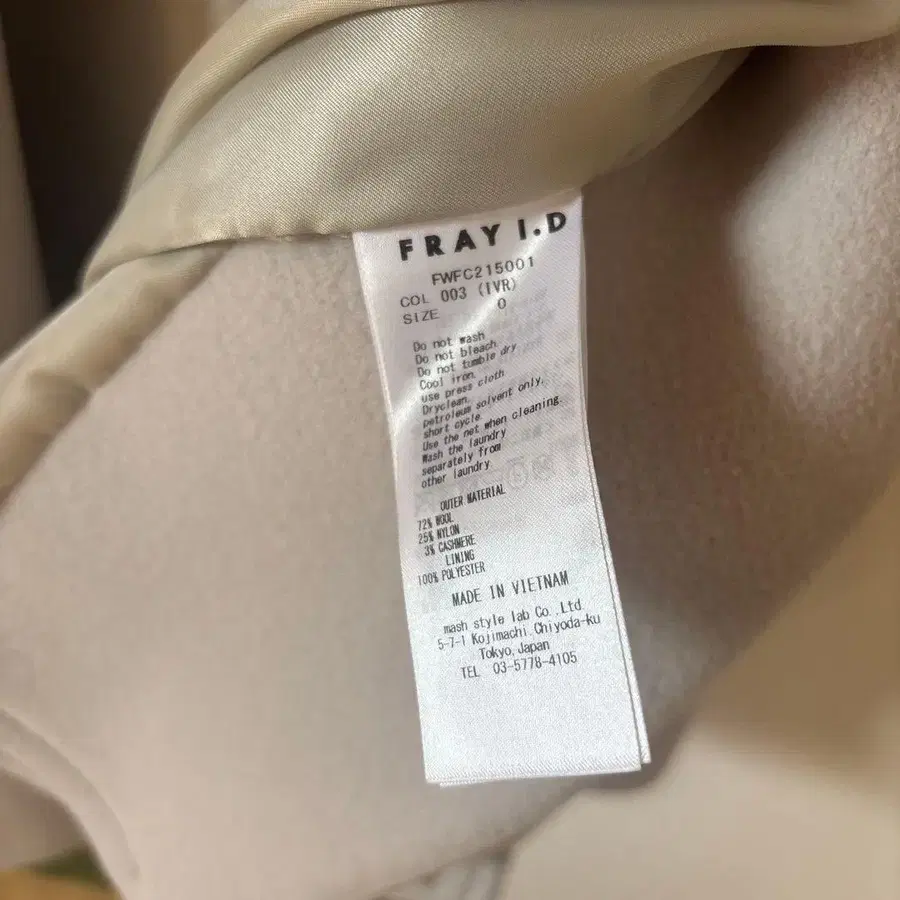 FRAY I.D
FWFC215001
COL 003 (IVR)
SIZE 0
Do not wash
Do not bleach.
Do not tumble dry
Cool iron.
use press cloth
Dryclean.
petroleum solvent only,
short cycle.
Use the net when cleaning.
Wash the laundry
separately from
other laundry
OUTER MATERIAL
72% WOOL
25% NYLON
3% CASHMERE
LINING
100% POLYESTER
MADE IN VIETNAM
mash style lab Co.,Ltd.
5-7-1 Kojimachi,Chiyoda-ku
Tokyo,Japan
TEL 03-5778-4105